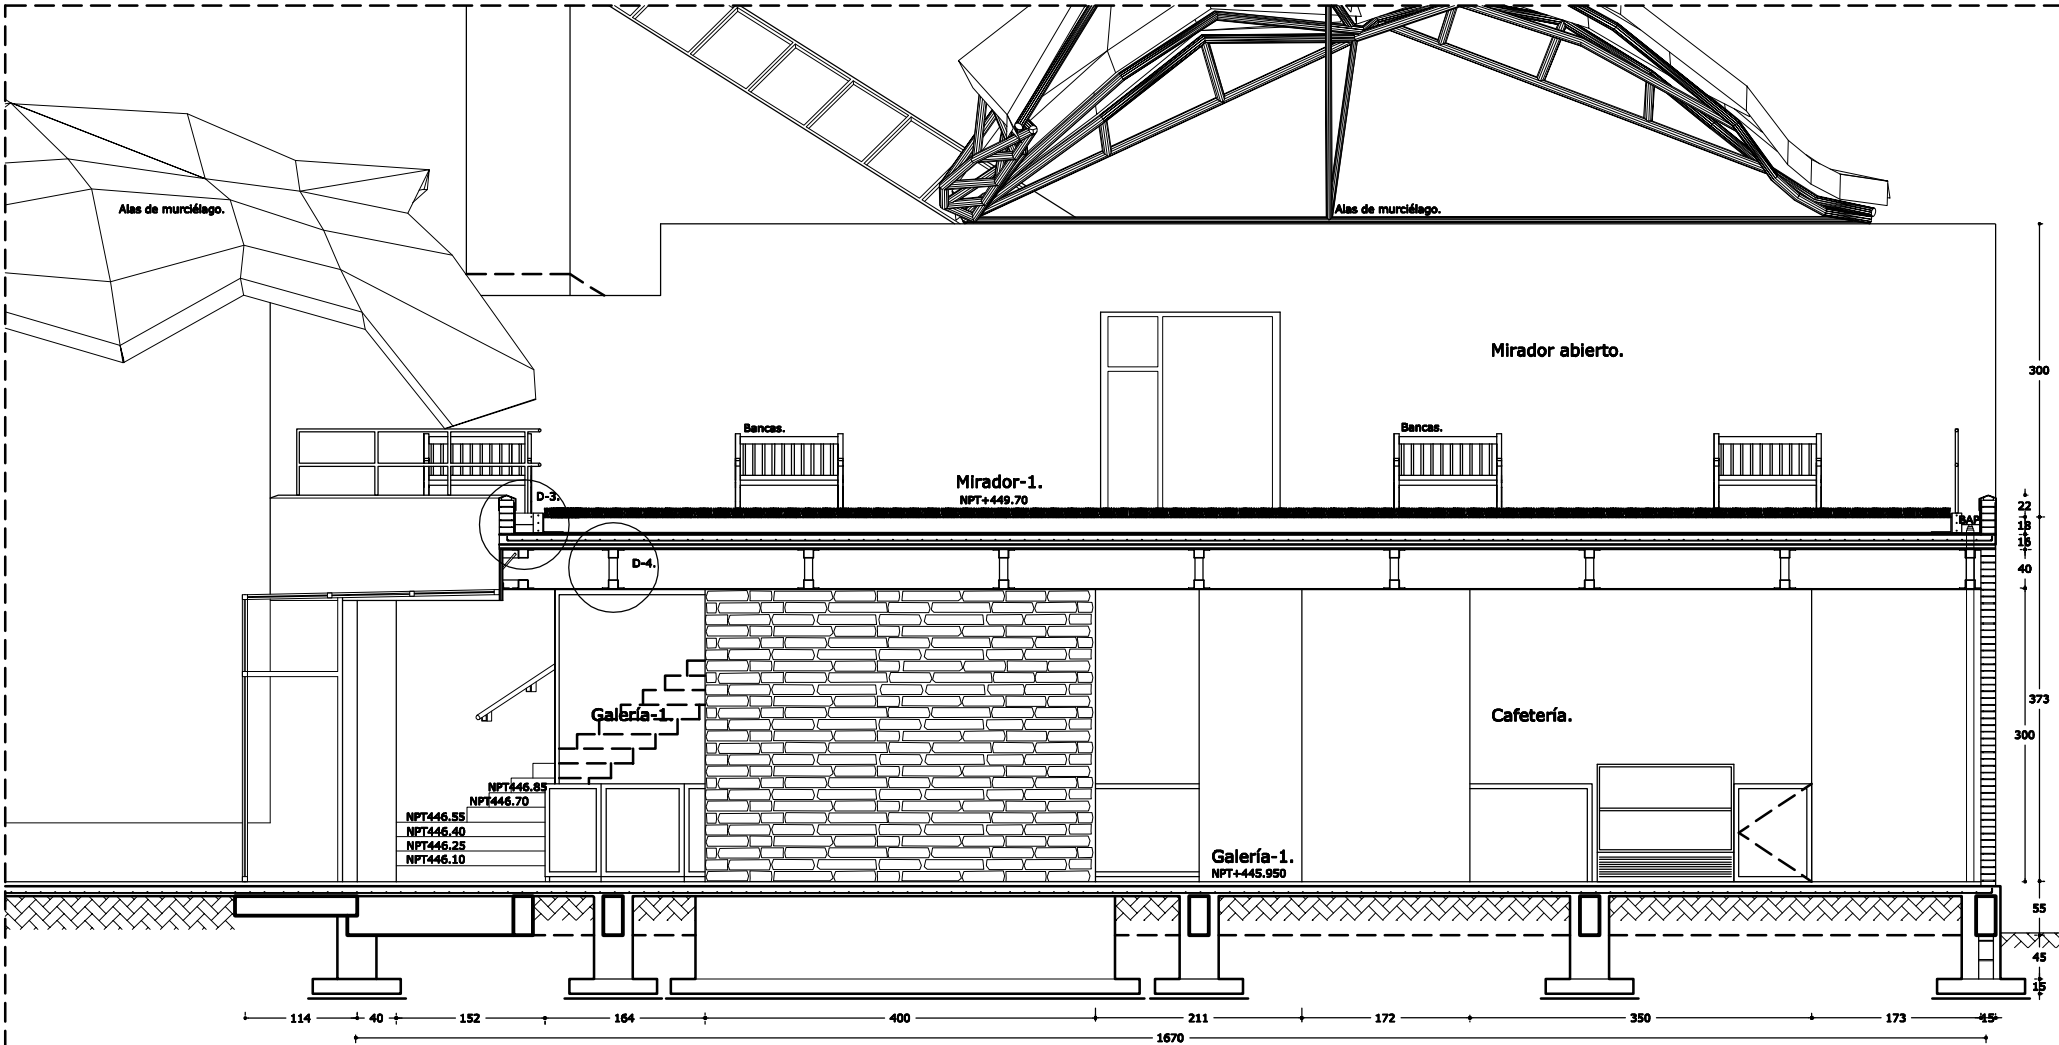 Alas de murciélago.
Alas de murciélago.
Mirador abierto.
300
Bancas.
Bancas.
Mirador-1.
NPT+449.70
D-3.
22
BAP
18
15
D-4.
40
373
Galería-1.
Cafetería.
300
NPT446.85
NPT446.70
NPT446.55
NPT446.40
NPT446.25
NPT446.10
Galería-1.
NPT+445.950
55
45
15
114
40
152
164
400
211
172
350
173
15
1670